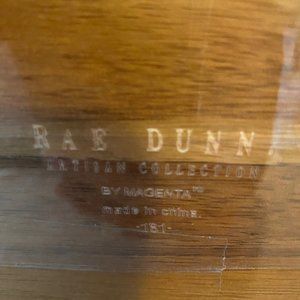 RAE DUNN.
ARTISAN COLLECTION
BY MAGENTA™
made in china.
-181-